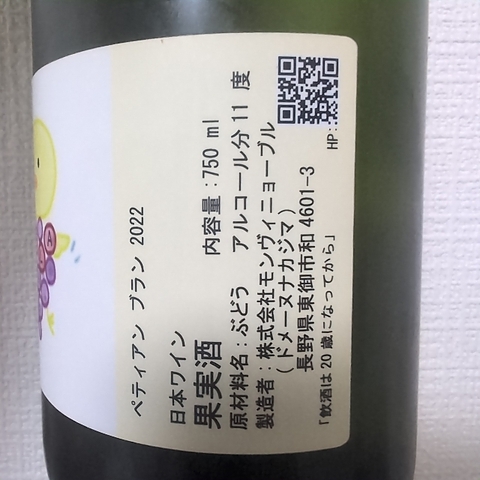 ペティアン ブラン 2022
日本ワイン
果実酒　内容量：750 ml
原材料名：ぶどう　アルコール分 11 度
製造者：株式会社モンヴィニョーブル
（ドメーヌナカジマ）
長野県東御市和 4601-3
「飲酒は 20 歳になってから」
HP: